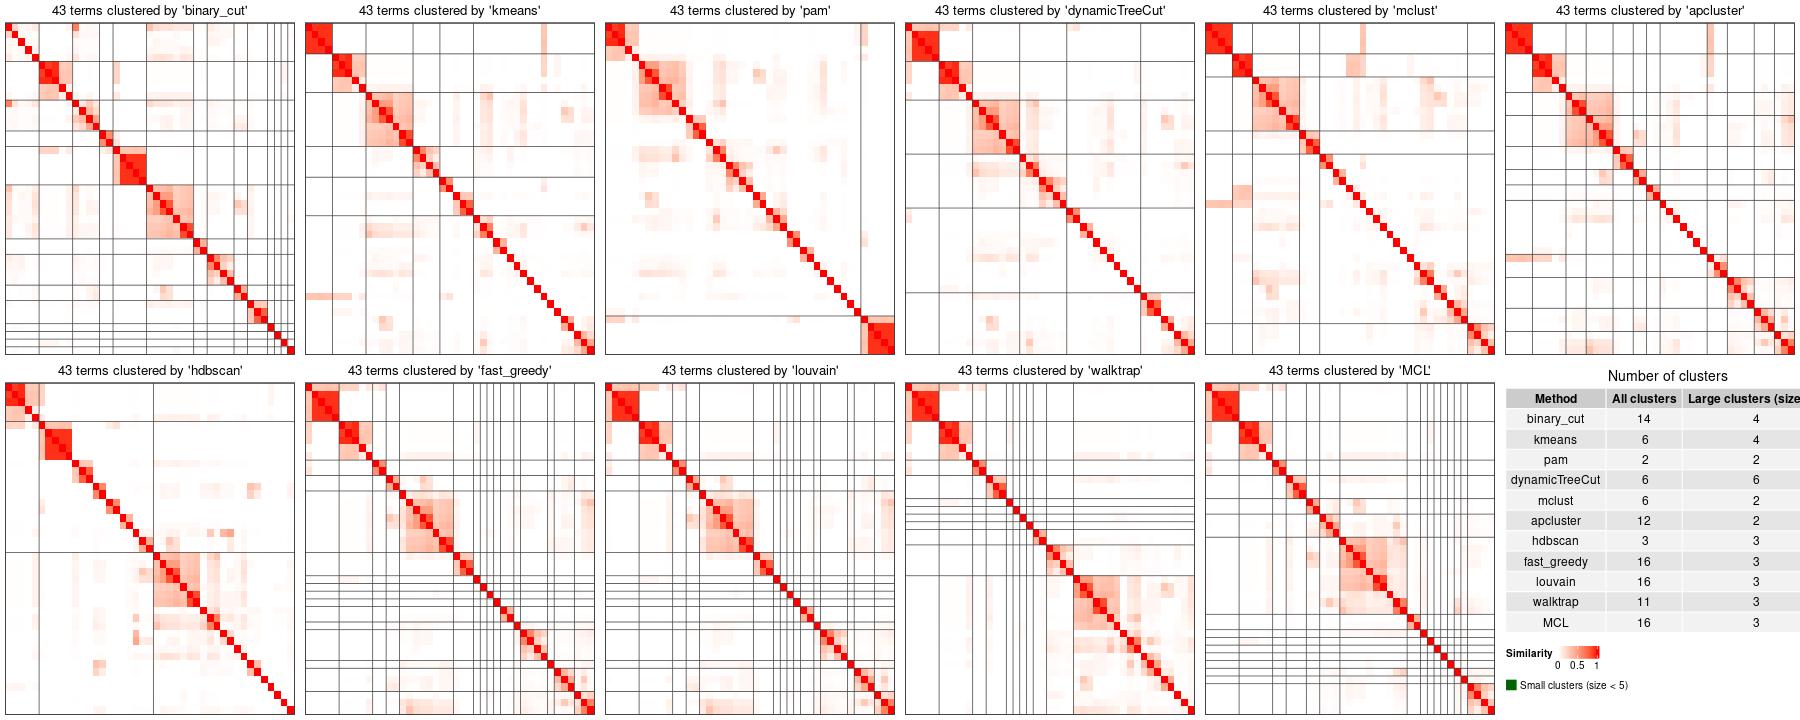 43 terms clustered by 'binary_cut'
43 terms clustered by 'kmeans'
43 terms clustered by 'pam'
43 terms clustered by 'dynamicTreeCut'
43 terms clustered by 'mclust'
43 terms clustered by 'apcluster'
43 terms clustered by 'hdbscan'
43 terms clustered by 'fast_greedy'
43 terms clustered by 'louvain'
43 terms clustered by 'walktrap'
43 terms clustered by 'MCL'
Number of clusters
Method All clusters Large clusters (size
binary_cut 14 4
kmeans 6 4
pam 2 2
dynamicTreeCut 6 6
mclust 6 2
apcluster 12 2
hdbscan 3 3
fast_greedy 16 3
louvain 16 3
walktrap 11 3
MCL 16 3
Similarity
0 0.5 1
Small clusters (size < 5)